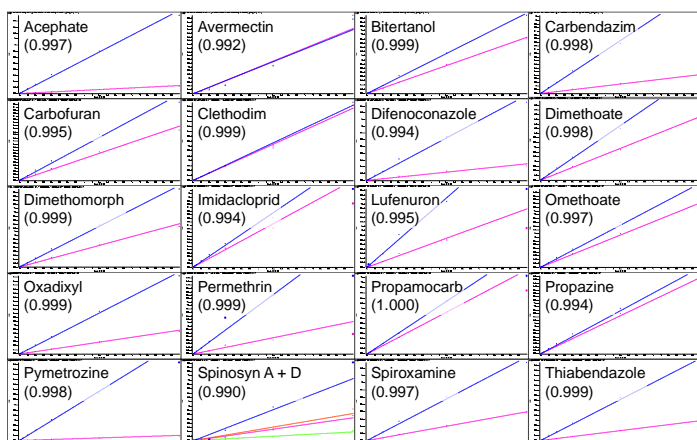 Acephate
(0.997)
Avermectin
(0.992)
Bitertanol
(0.999)
Carbendazim
(0.998)
Carbofuran
(0.995)
Clethodim
(0.999)
Difenoconazole
(0.994)
Dimethoate
(0.998)
Dimethomorph
(0.999)
Imidacloprid
(0.994)
Lufenuron
(0.995)
Omethoate
(0.997)
Oxadixyl
(0.999)
Permethrin
(0.999)
Propamocarb
(1.000)
Propazine
(0.994)
Pymetrozine
(0.998)
Spinosyn A + D
(0.990)
Spiroxamine
(0.997)
Thiabendazole
(0.999)